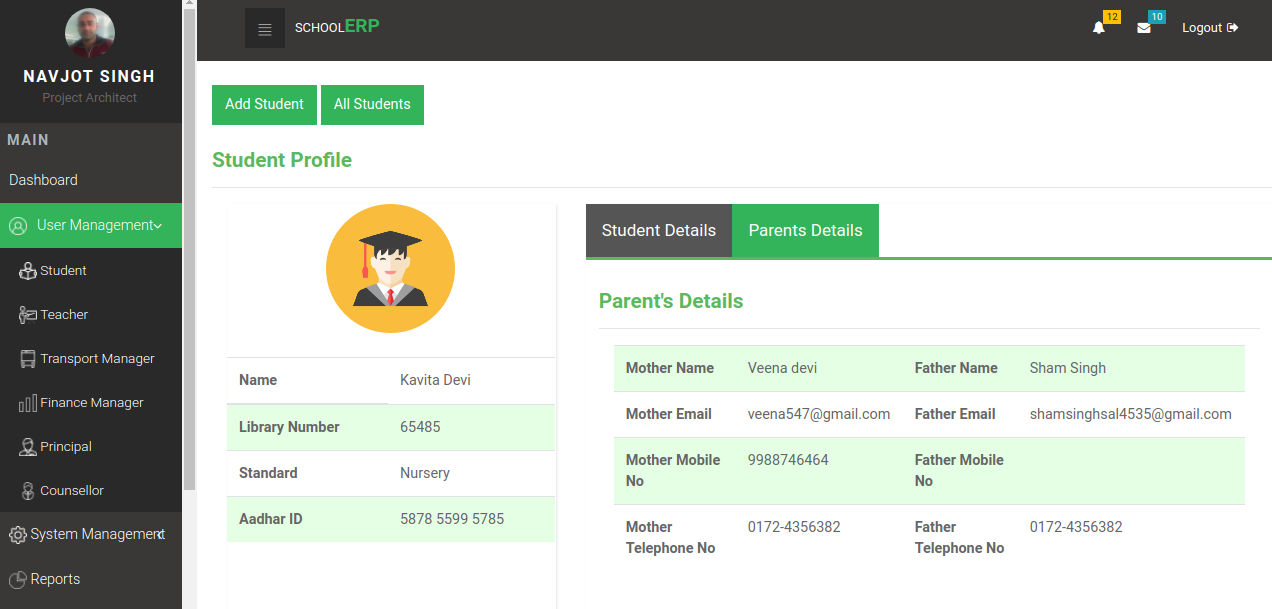 NAVJOT SINGH
Project Architect
MAIN
Dashboard
User Management
Student
Teacher
Transport Manager
Finance Manager
Principal
Counsellor
System Management
Reports
SCHOOLERP
12
10
Logout
Add Student
All Students
Student Profile
Name Kavita Devi
Library Number 65485
Standard Nursery
Aadhar ID 5878 5599 5785
Student Details
Parents Details
Parent's Details
Mother Name Veena devi Father Name Sham Singh
Mother Email veena547@gmail.com Father Email shamsinghsal4535@gmail.com
Mother Mobile 9988746464 Father Mobile
No No
Mother 0172-4356382 Father 0172-4356382
Telephone No Telephone No